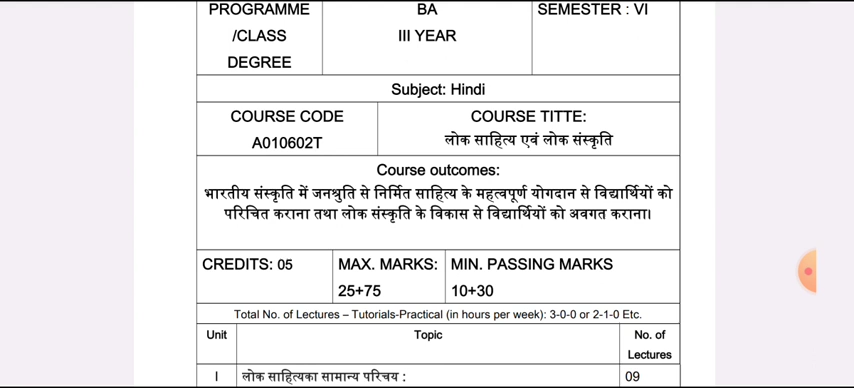 PROGRAMME BA SEMESTER : VI
/CLASS III YEAR
DEGREE
Subject: Hindi
COURSE CODE COURSE TITTE:
A010602T लोक साहित्य एवं लोक संस्कृति
Course outcomes:
भारतीय संस्कृति में जनश्रुति से निर्मित साहित्य के महत्वपूर्ण योगदान से विद्यार्थियों को
परिचित कराना तथा लोक संस्कृति के विकास से विद्यार्थियों को अवगत कराना।
CREDITS: 05 MAX. MARKS: MIN. PASSING MARKS
25+75 10+30
Total No. of Lectures – Tutorials-Practical (in hours per week): 3-0-0 or 2-1-0 Etc.
Unit Topic No. of
Lectures
I लोक साहित्यका सामान्य परिचय : 09